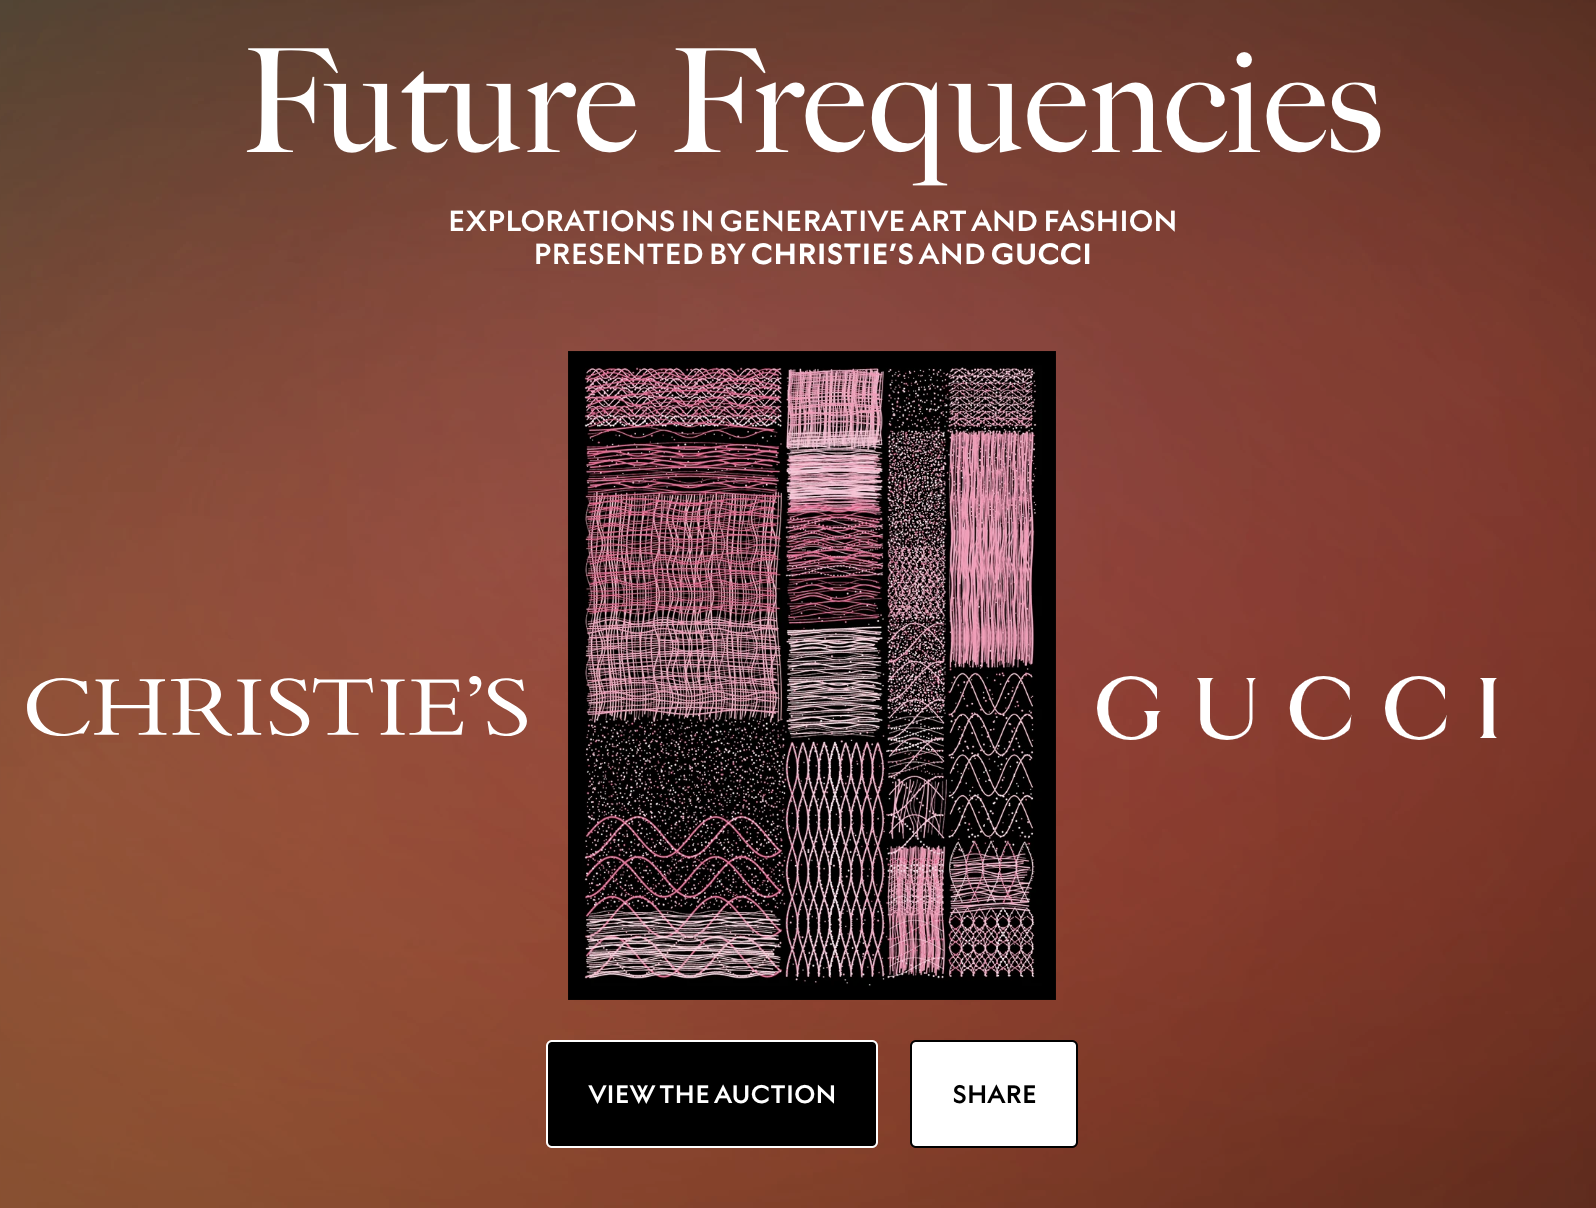 Future Frequencies
EXPLORATIONS IN GENERATIVE ART AND FASHION
PRESENTED BY CHRISTIE’S AND GUCCI
CHRISTIE’S
GUCCI
VIEW THE AUCTION
SHARE